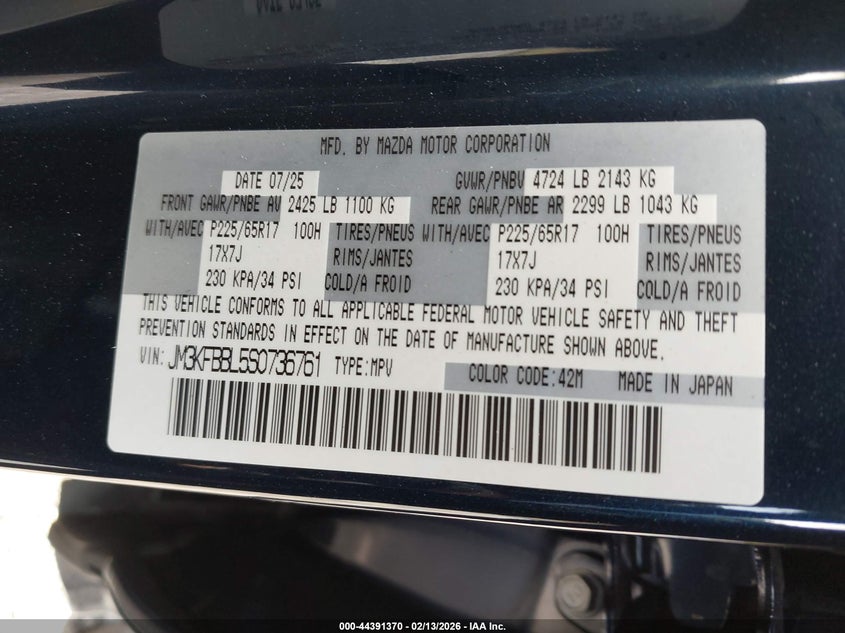 MFD. BY MAZDA MOTOR CORPORATION
DATE 07/25 GVWR/PNBV 4724 LB 2143 KG
FRONT GAWR/PNBE AV 2425 LB 1100 KG REAR GAWR/PNBE AR 2299 LB 1043 KG
WITH/AVEC P225/65R17 100H TIRES/PNEUS WITH/AVEC P225/65R17 100H TIRES/PNEUS
17X7J RIMS/JANTES 17X7J RIMS/JANTES
230 KPA/34 PSI COLD/A FROID 230 KPA/34 PSI COLD/A FROID
THIS VEHICLE CONFORMS TO ALL APPLICABLE FEDERAL MOTOR VEHICLE SAFETY AND THEFT
PREVENTION STANDARDS IN EFFECT ON THE DATE OF MANUFACTURE SHOWN ABOVE.
VIN: JM3KFBBL5S0736761 TYPE:MPV
COLOR CODE:42M MADE IN JAPAN
000-44391370 - 02/13/2026 - IAA Inc.